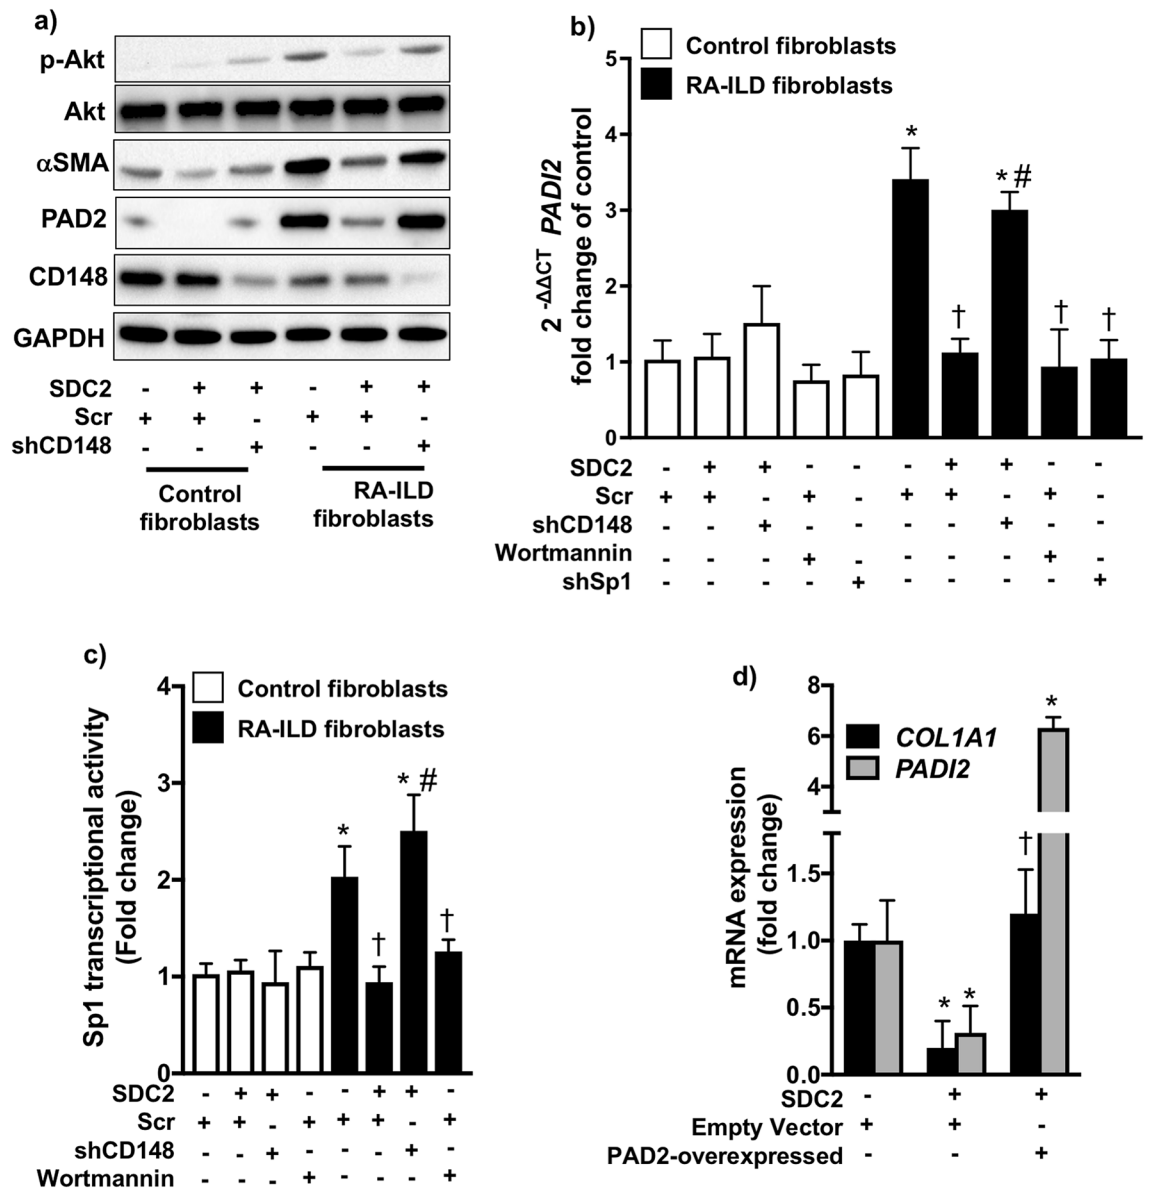 a)
p-Akt
Akt
αSMA
PAD2
CD148
GAPDH
SDC2 - + + - + +
Scr + + - + + -
shCD148 - - + - - +
Control fibroblasts
RA-ILD fibroblasts
b)
Control fibroblasts
RA-ILD fibroblasts
2 -ΔΔCT PADI2
fold change of control
5
4
3
2
1
0
*
†
* #
†
†
SDC2 - + + - - - + + - -
Scr + + - + - + + - + -
shCD148 - - + - - - - + - -
Wortmannin - - - + - - - - + -
shSp1 - - - - + - - - - +
c)
Control fibroblasts
RA-ILD fibroblasts
Sp1 transcriptional activity
(Fold change)
4
3
2
1
0
*
†
* #
†
SDC2 - + + - - + + -
Scr + + - + + + - +
shCD148 - - + - - - + -
Wortmannin - - - + - - - +
d)
COL1A1
PADI2
mRNA expression
(fold change)
8
6
4
1.5
1.0
0.5
0.0
* *
†
*
SDC2 - + +
Empty Vector + + -
PAD2-overexpressed - - +